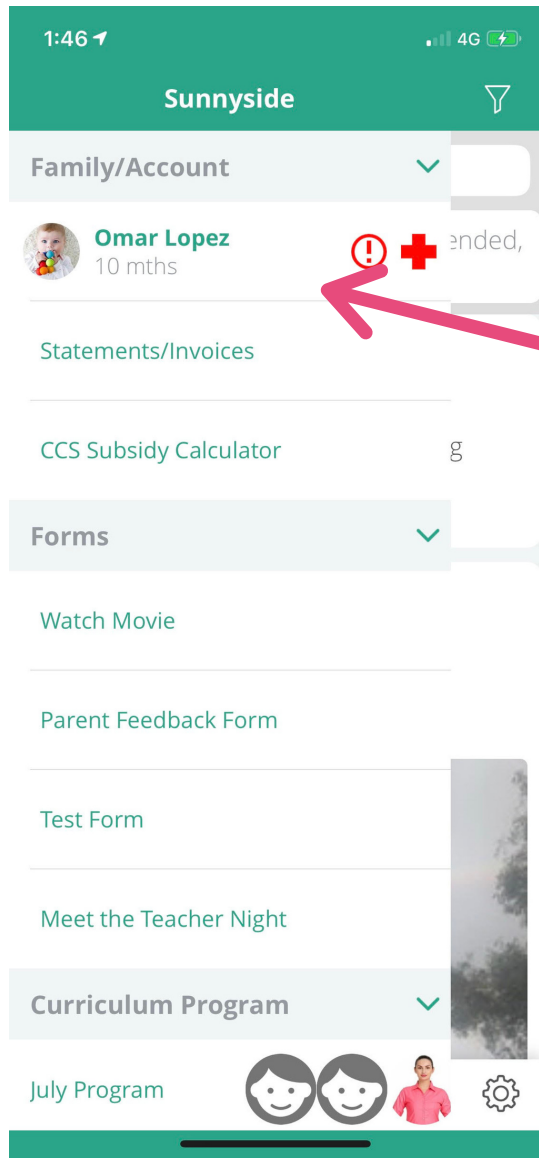 1:46
4G
Sunnyside
Family/Account
Omar Lopez
ended,
10 mths
Statements/Invoices
CCS Subsidy Calculator
g
Forms
Watch Movie
Parent Feedback Form
Test Form
Meet the Teacher Night
Curriculum Program
July Program